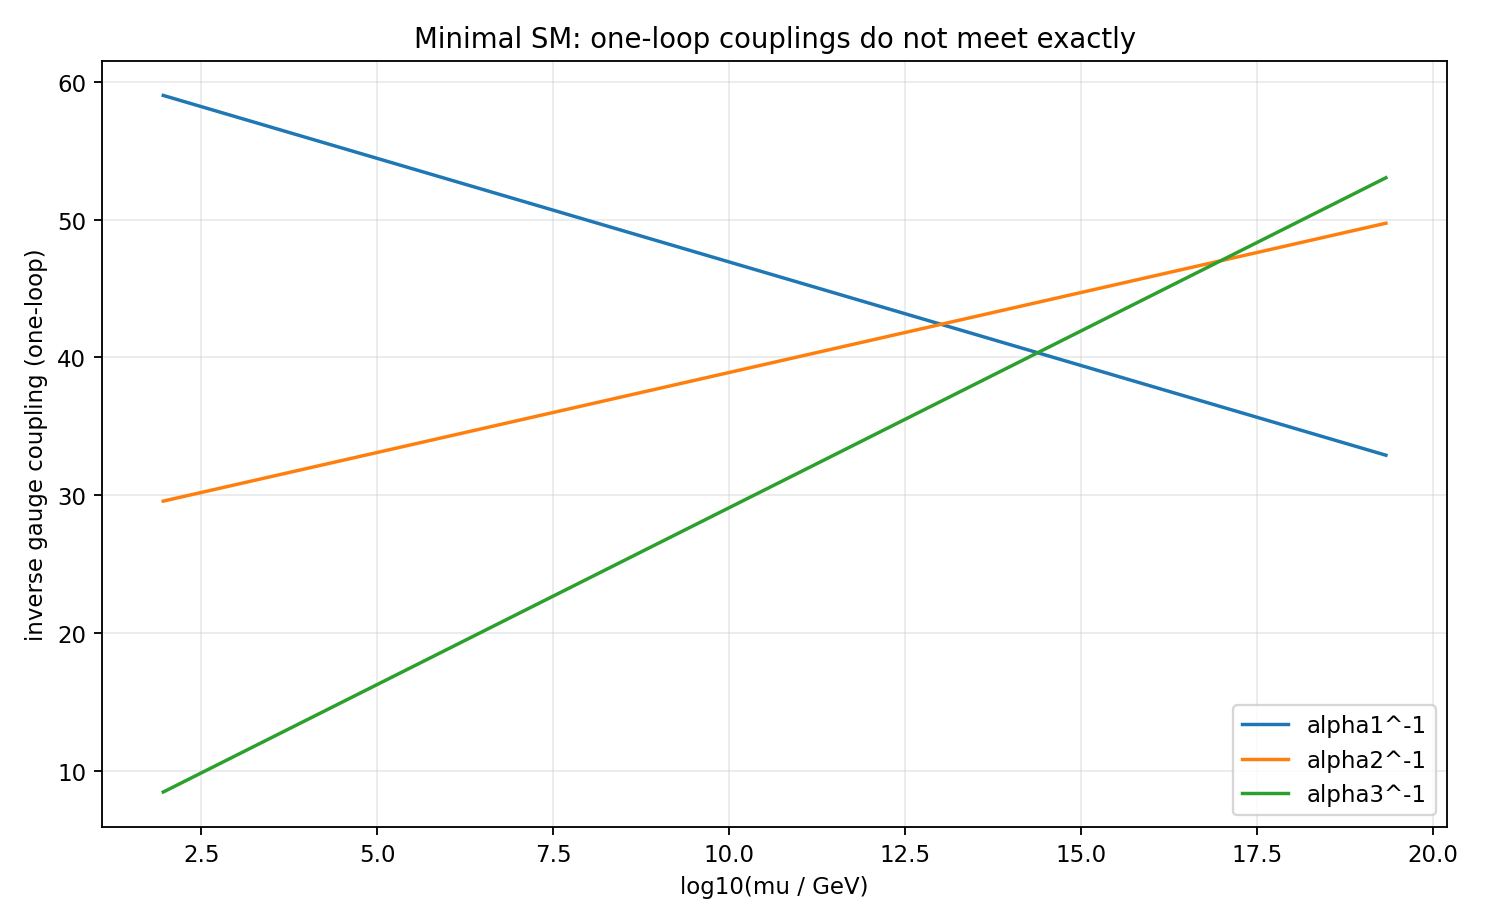 Minimal SM: one-loop couplings do not meet exactly
inverse gauge coupling (one-loop)
60
50
40
30
20
10
2.5
5.0
7.5
10.0
12.5
15.0
17.5
20.0
log10(mu / GeV)
alpha1^-1
alpha2^-1
alpha3^-1